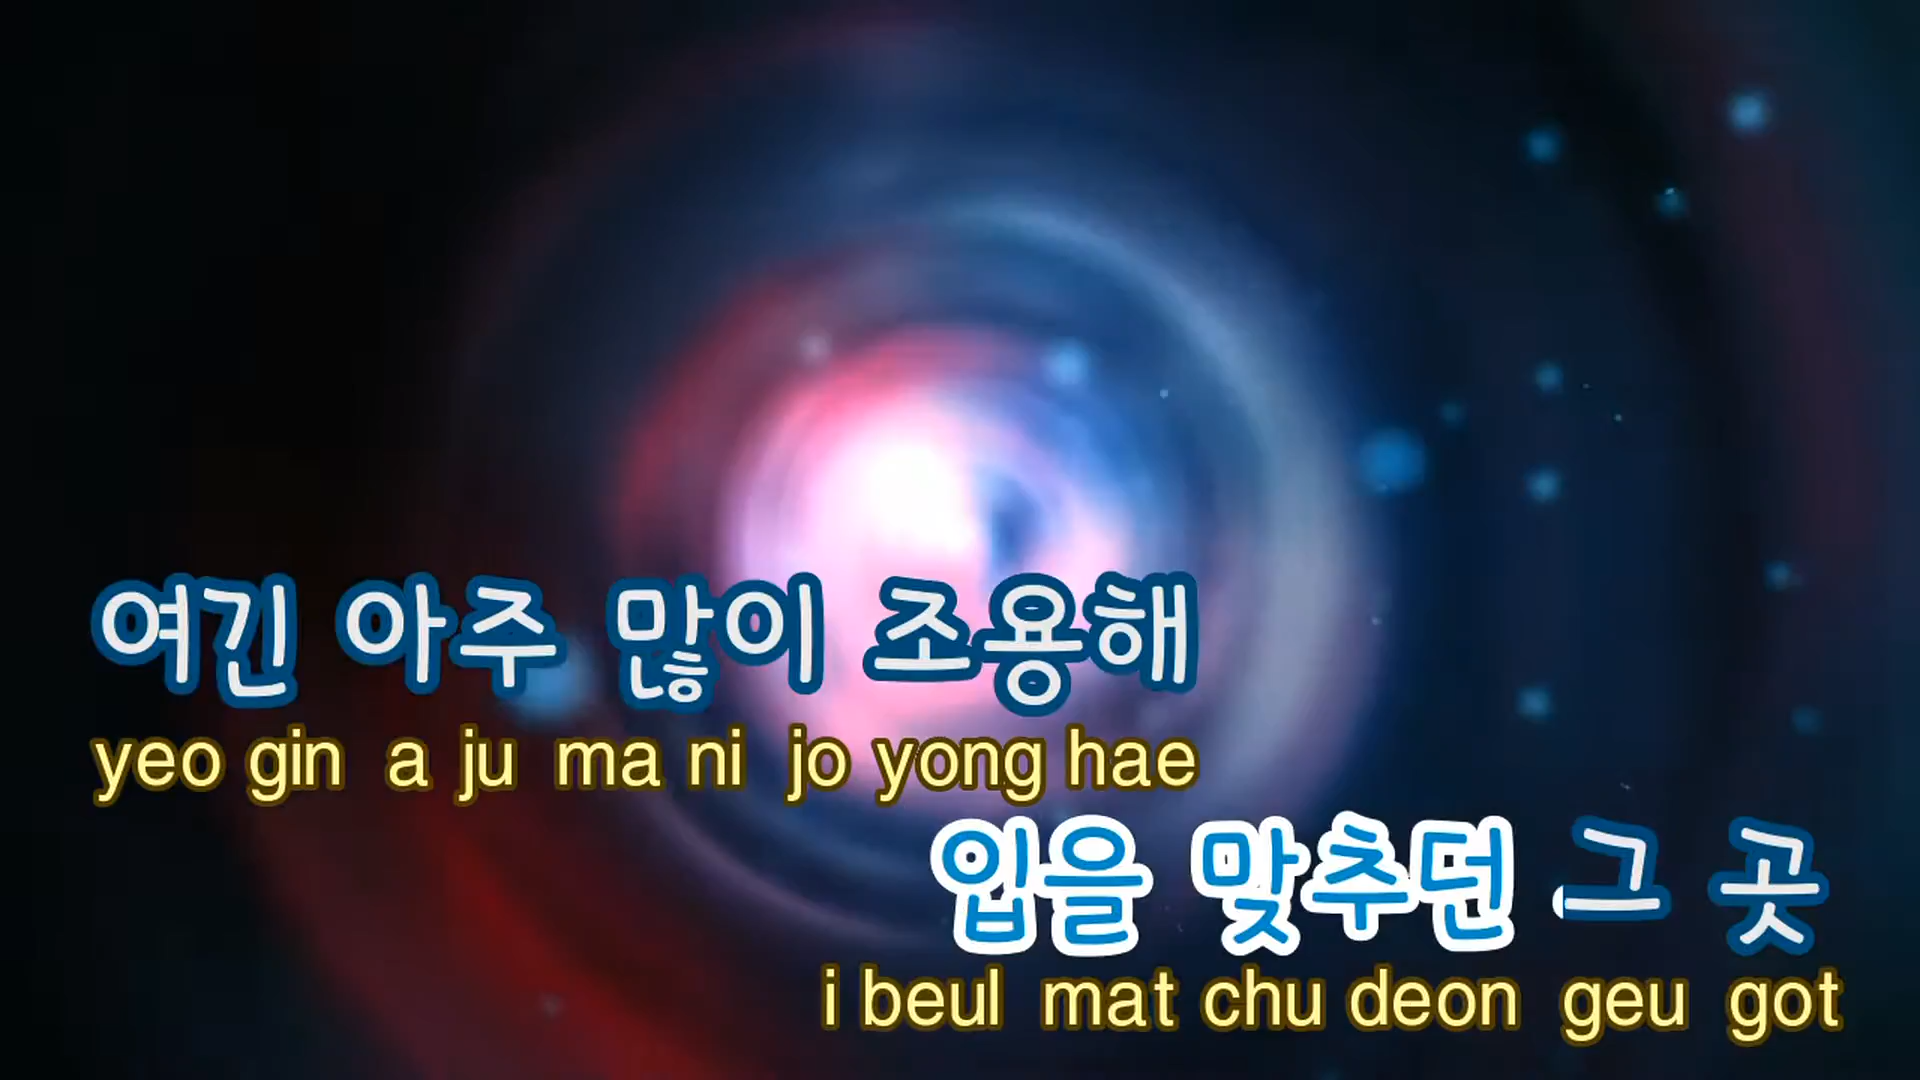 여긴 아주 많이 조용해
yeo gin a ju ma ni jo yong hae
입을 맞추던 그 곳
i beul mat chu deon geu got